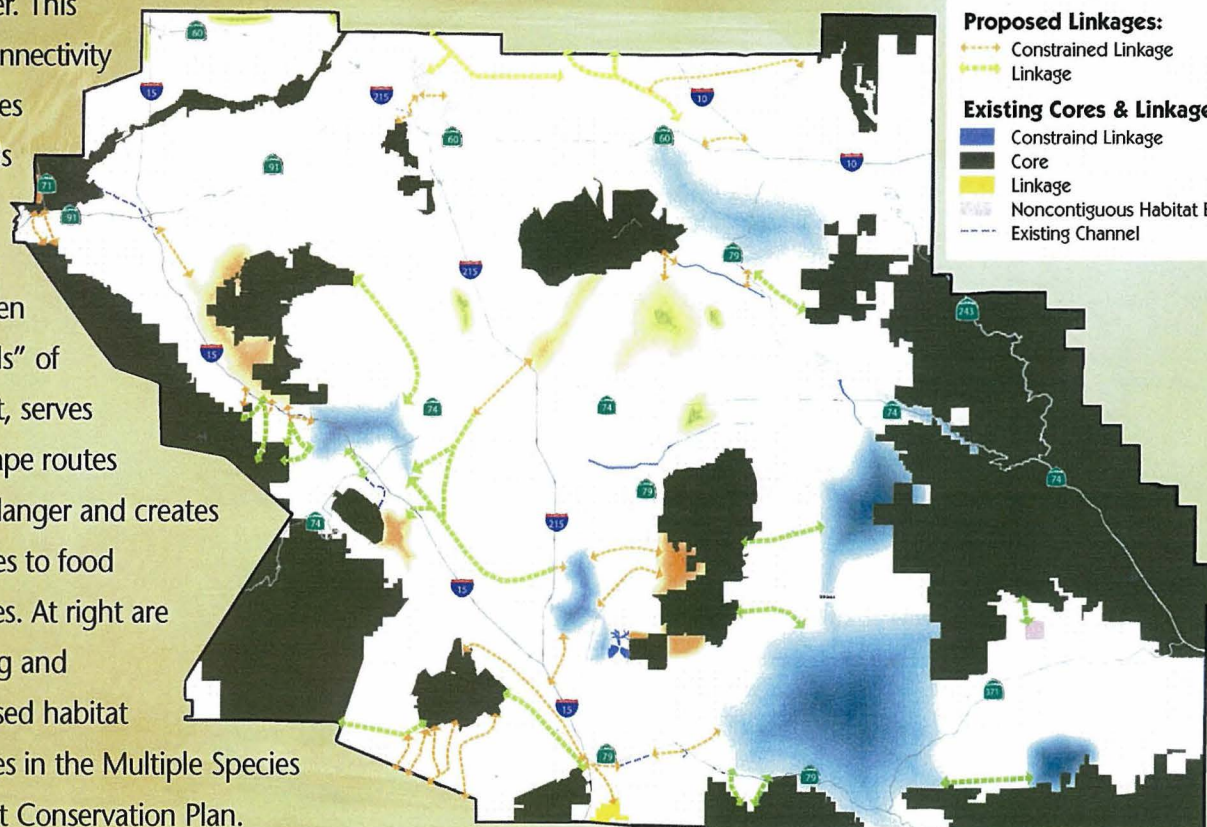 er. This
nnectivity
es
s
en
ds” of
t, serves
ape routes
danger and creates
es to food
es. At right are
g and
sed habitat
es in the Multiple Species
t Conservation Plan.
Proposed Linkages:
Constrained Linkage
Linkage
Existing Cores & Linkage
Constraind Linkage
Core
Linkage
Noncontiguous Habitat B
Existing Channel
60
15
215
10
60
60
91
10
71
91
79
215
243
15
74
74
74
79
74
74
215
15
371
15
79
79